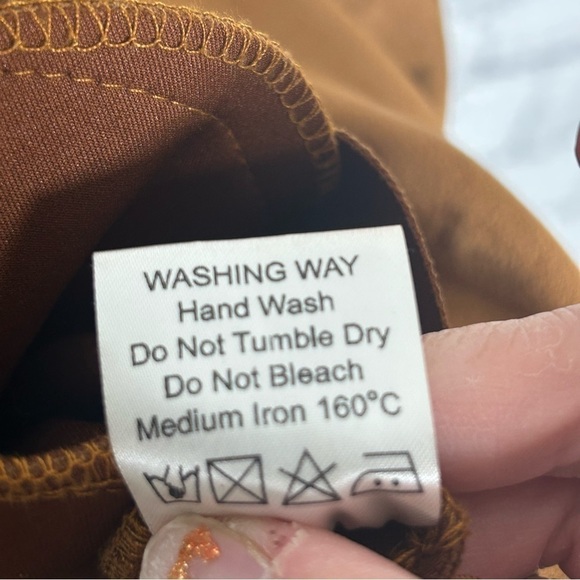 WASHING WAY
Hand Wash
Do Not Tumble Dry
Do Not Bleach
Medium Iron 160°C